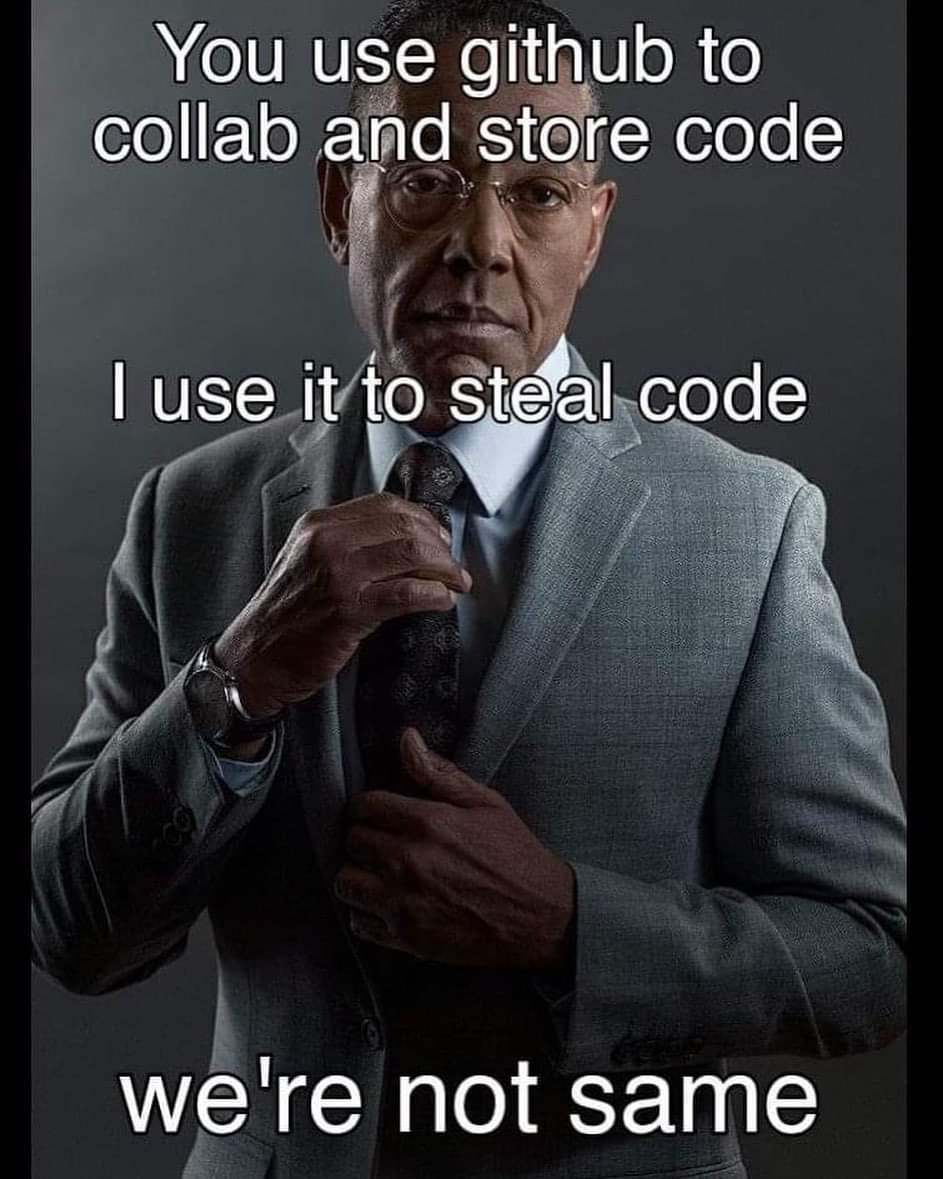 You use github to
collab and store code
I use it to steal code
we're not same